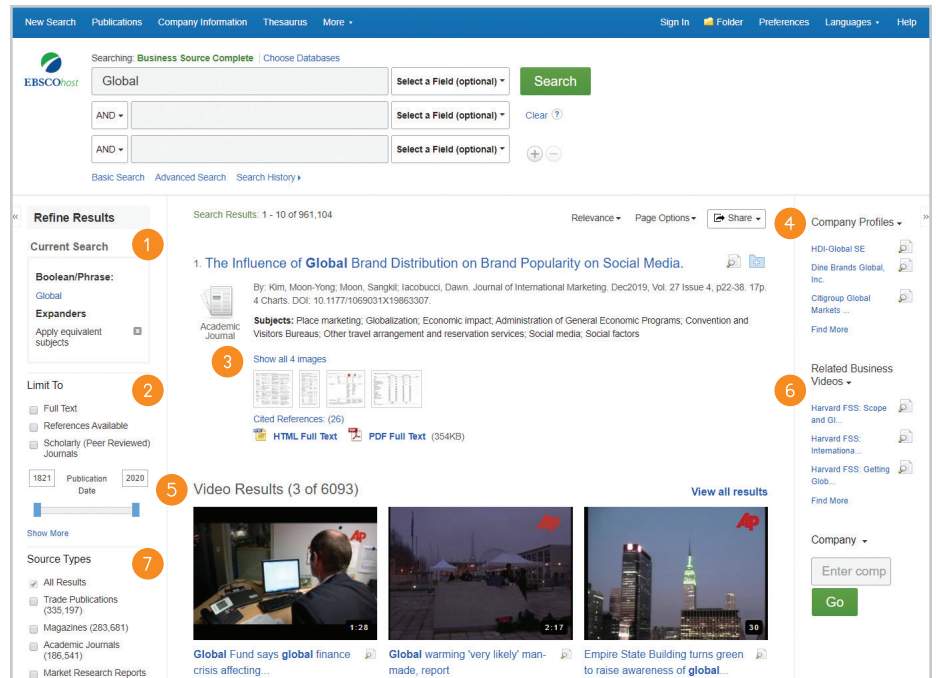 New Search Publications Company Information Thesaurus More
Sign In Folder Preferences Languages Help
EBSCOhost
Searching: Business Source Complete Choose Databases
Global Select a Field (optional) Search
AND Select a Field (optional) Clear ?
AND Select a Field (optional)
Basic Search Advanced Search Search History
« Refine Results
Current Search 1
Boolean/Phrase:
Global
Expanders
Apply equivalent
subjects
Limit To 2
Full Text
References Available
Scholarly (Peer Reviewed)
Journals
1821 Publication 2020
Date
Show More
Source Types 7
All Results
Trade Publications
(335,197)
Magazines (283,681)
Academic Journals
(186,541)
Market Research Reports
Search Results: 1 - 10 of 961,104
Relevance Page Options Share
1. The Influence of Global Brand Distribution on Brand Popularity on Social Media.
By: Kim, Moon-Yong; Moon, Sangkil; Iacobucci, Dawn. Journal of International Marketing. Dec2019, Vol. 27 Issue 4, p22-38. 17p.
4 Charts. DOI: 10.1177/1069031X19863307.
Academic
Journal
Subjects: Place marketing; Globalization; Economic impact; Administration of General Economic Programs; Convention and
Visitors Bureaus; Other travel arrangement and reservation services; Social media; Social factors
3 Show all 4 images
Cited References: (26)
HTML Full Text PDF Full Text (354KB)
5 Video Results (3 of 6093)
View all results
AP
1:28
Global Fund says global finance
crisis affecting...
AP
2:17
Global warming 'very likely' man-
made, report
AP
30
Empire State Building turns green
to raise awareness of global...
4 Company Profiles »
HDI-Global SE
Dine Brands Global,
Inc.
Citigroup Global
Markets ...
Find More
Related Business
6 Videos
Harvard FSS: Scope
and Gl...
Harvard FSS:
Internationa...
Harvard FSS: Getting
Glob...
Find More
Company
Enter comp
Go